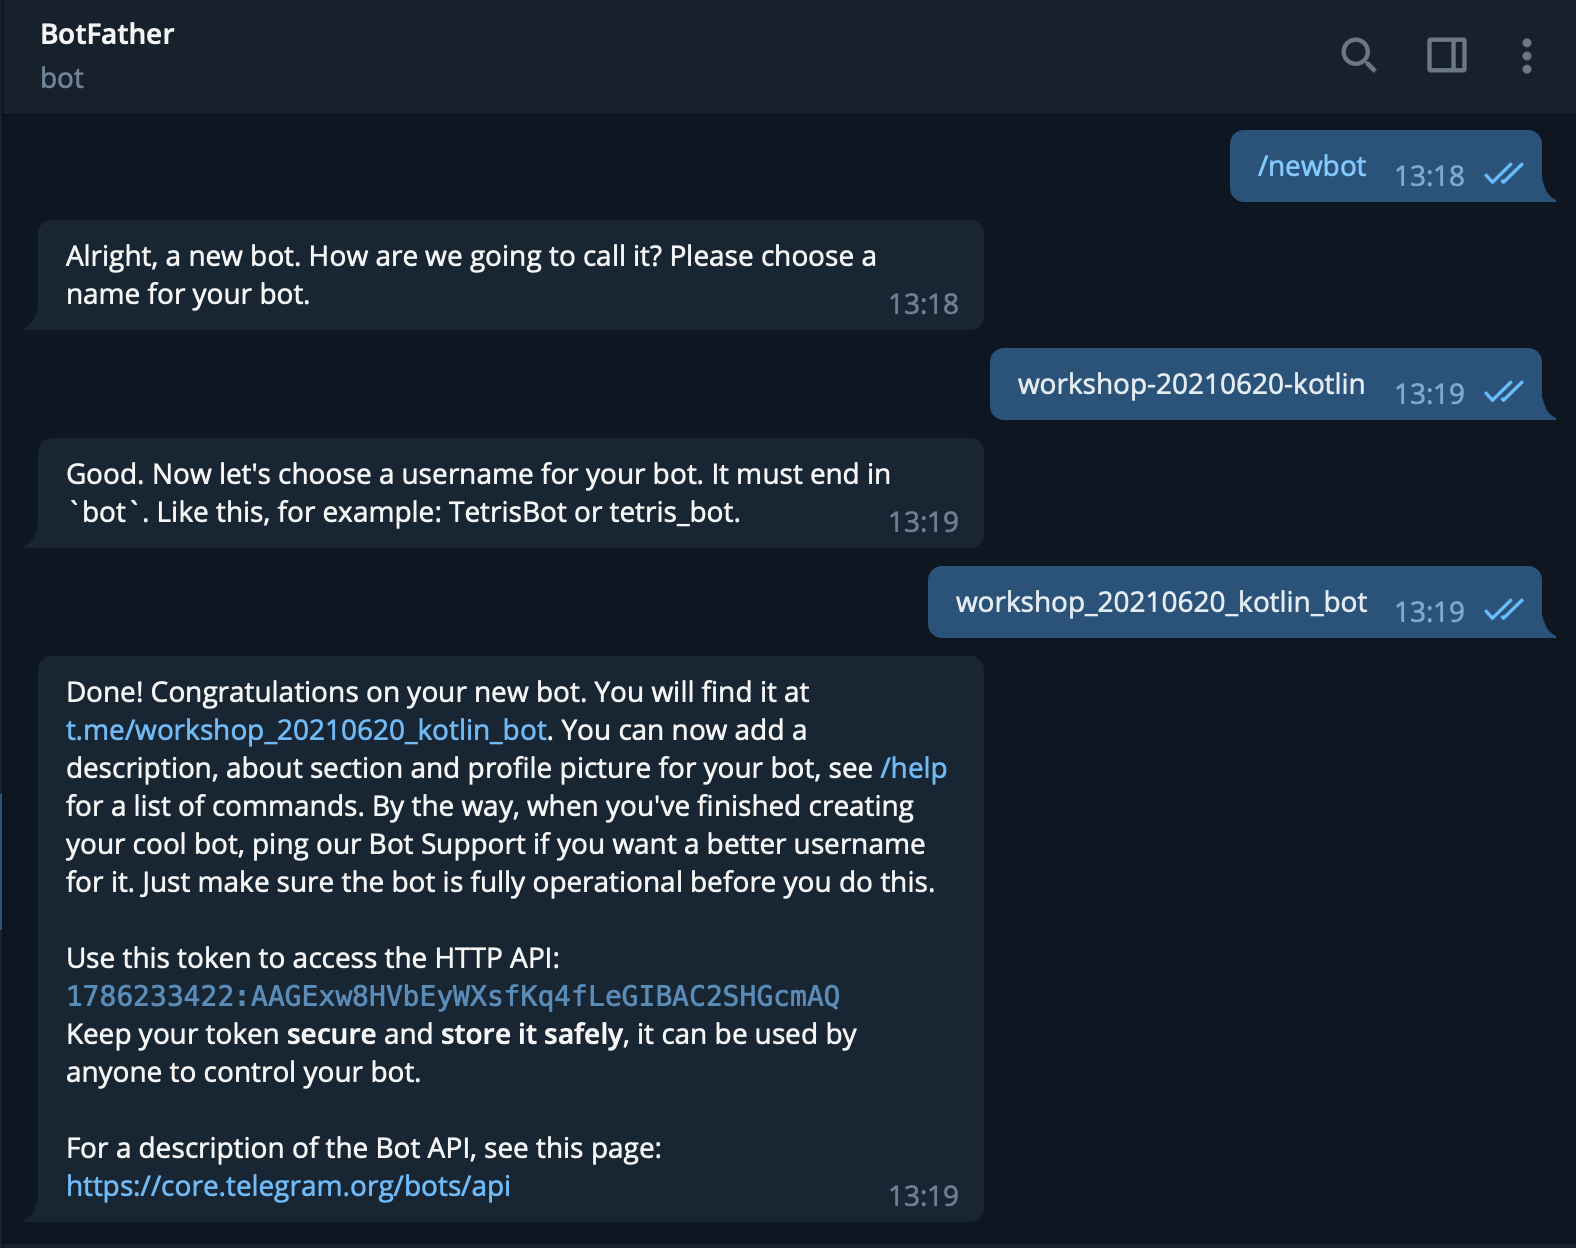 BotFather
bot
/newbot 13:18
Alright, a new bot. How are we going to call it? Please choose a
name for your bot.
13:18
workshop-20210620-kotlin 13:19
Good. Now let's choose a username for your bot. It must end in
`bot`. Like this, for example: TetrisBot or tetris_bot.
13:19
workshop_20210620_kotlin_bot 13:19
Done! Congratulations on your new bot. You will find it at
t.me/workshop_20210620_kotlin_bot. You can now add a
description, about section and profile picture for your bot, see /help
for a list of commands. By the way, when you've finished creating
your cool bot, ping our Bot Support if you want a better username
for it. Just make sure the bot is fully operational before you do this.
Use this token to access the HTTP API:
1786233422:AAGExw8HVbEyWXsfKq4fLeGIBAC2SHGcmAQ
Keep your token secure and store it safely, it can be used by
anyone to control your bot.
For a description of the Bot API, see this page:
https://core.telegram.org/bots/api
13:19